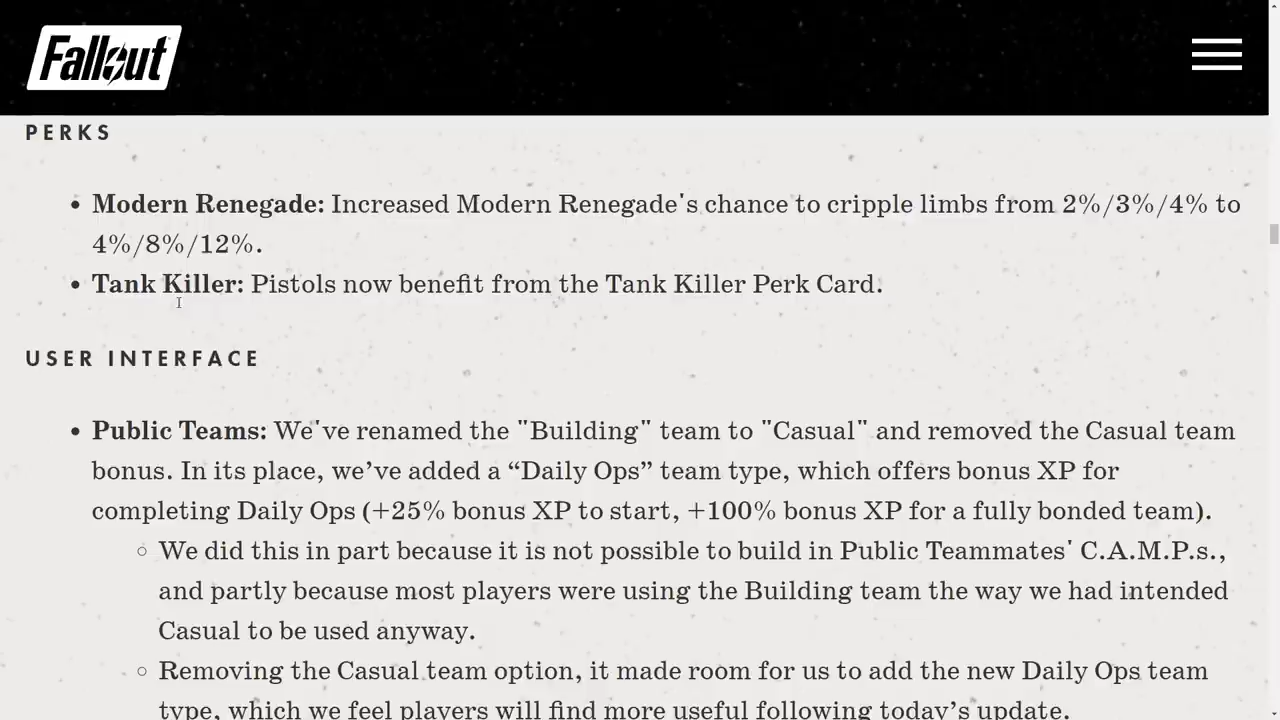 Fallout
PERKS
• Modern Renegade: Increased Modern Renegade's chance to cripple limbs from 2%/3%/4% to
4%/8%/12%.
• Tank Killer: Pistols now benefit from the Tank Killer Perk Card.
USER INTERFACE
• Public Teams: We've renamed the "Building" team to "Casual" and removed the Casual team
bonus. In its place, we’ve added a “Daily Ops” team type, which offers bonus XP for
completing Daily Ops (+25% bonus XP to start, +100% bonus XP for a fully bonded team).
○ We did this in part because it is not possible to build in Public Teammates' C.A.M.P.s.,
and partly because most players were using the Building team the way we had intended
Casual to be used anyway.
○ Removing the Casual team option, it made room for us to add the new Daily Ops team
type, which we feel players will find more useful following today’s update.